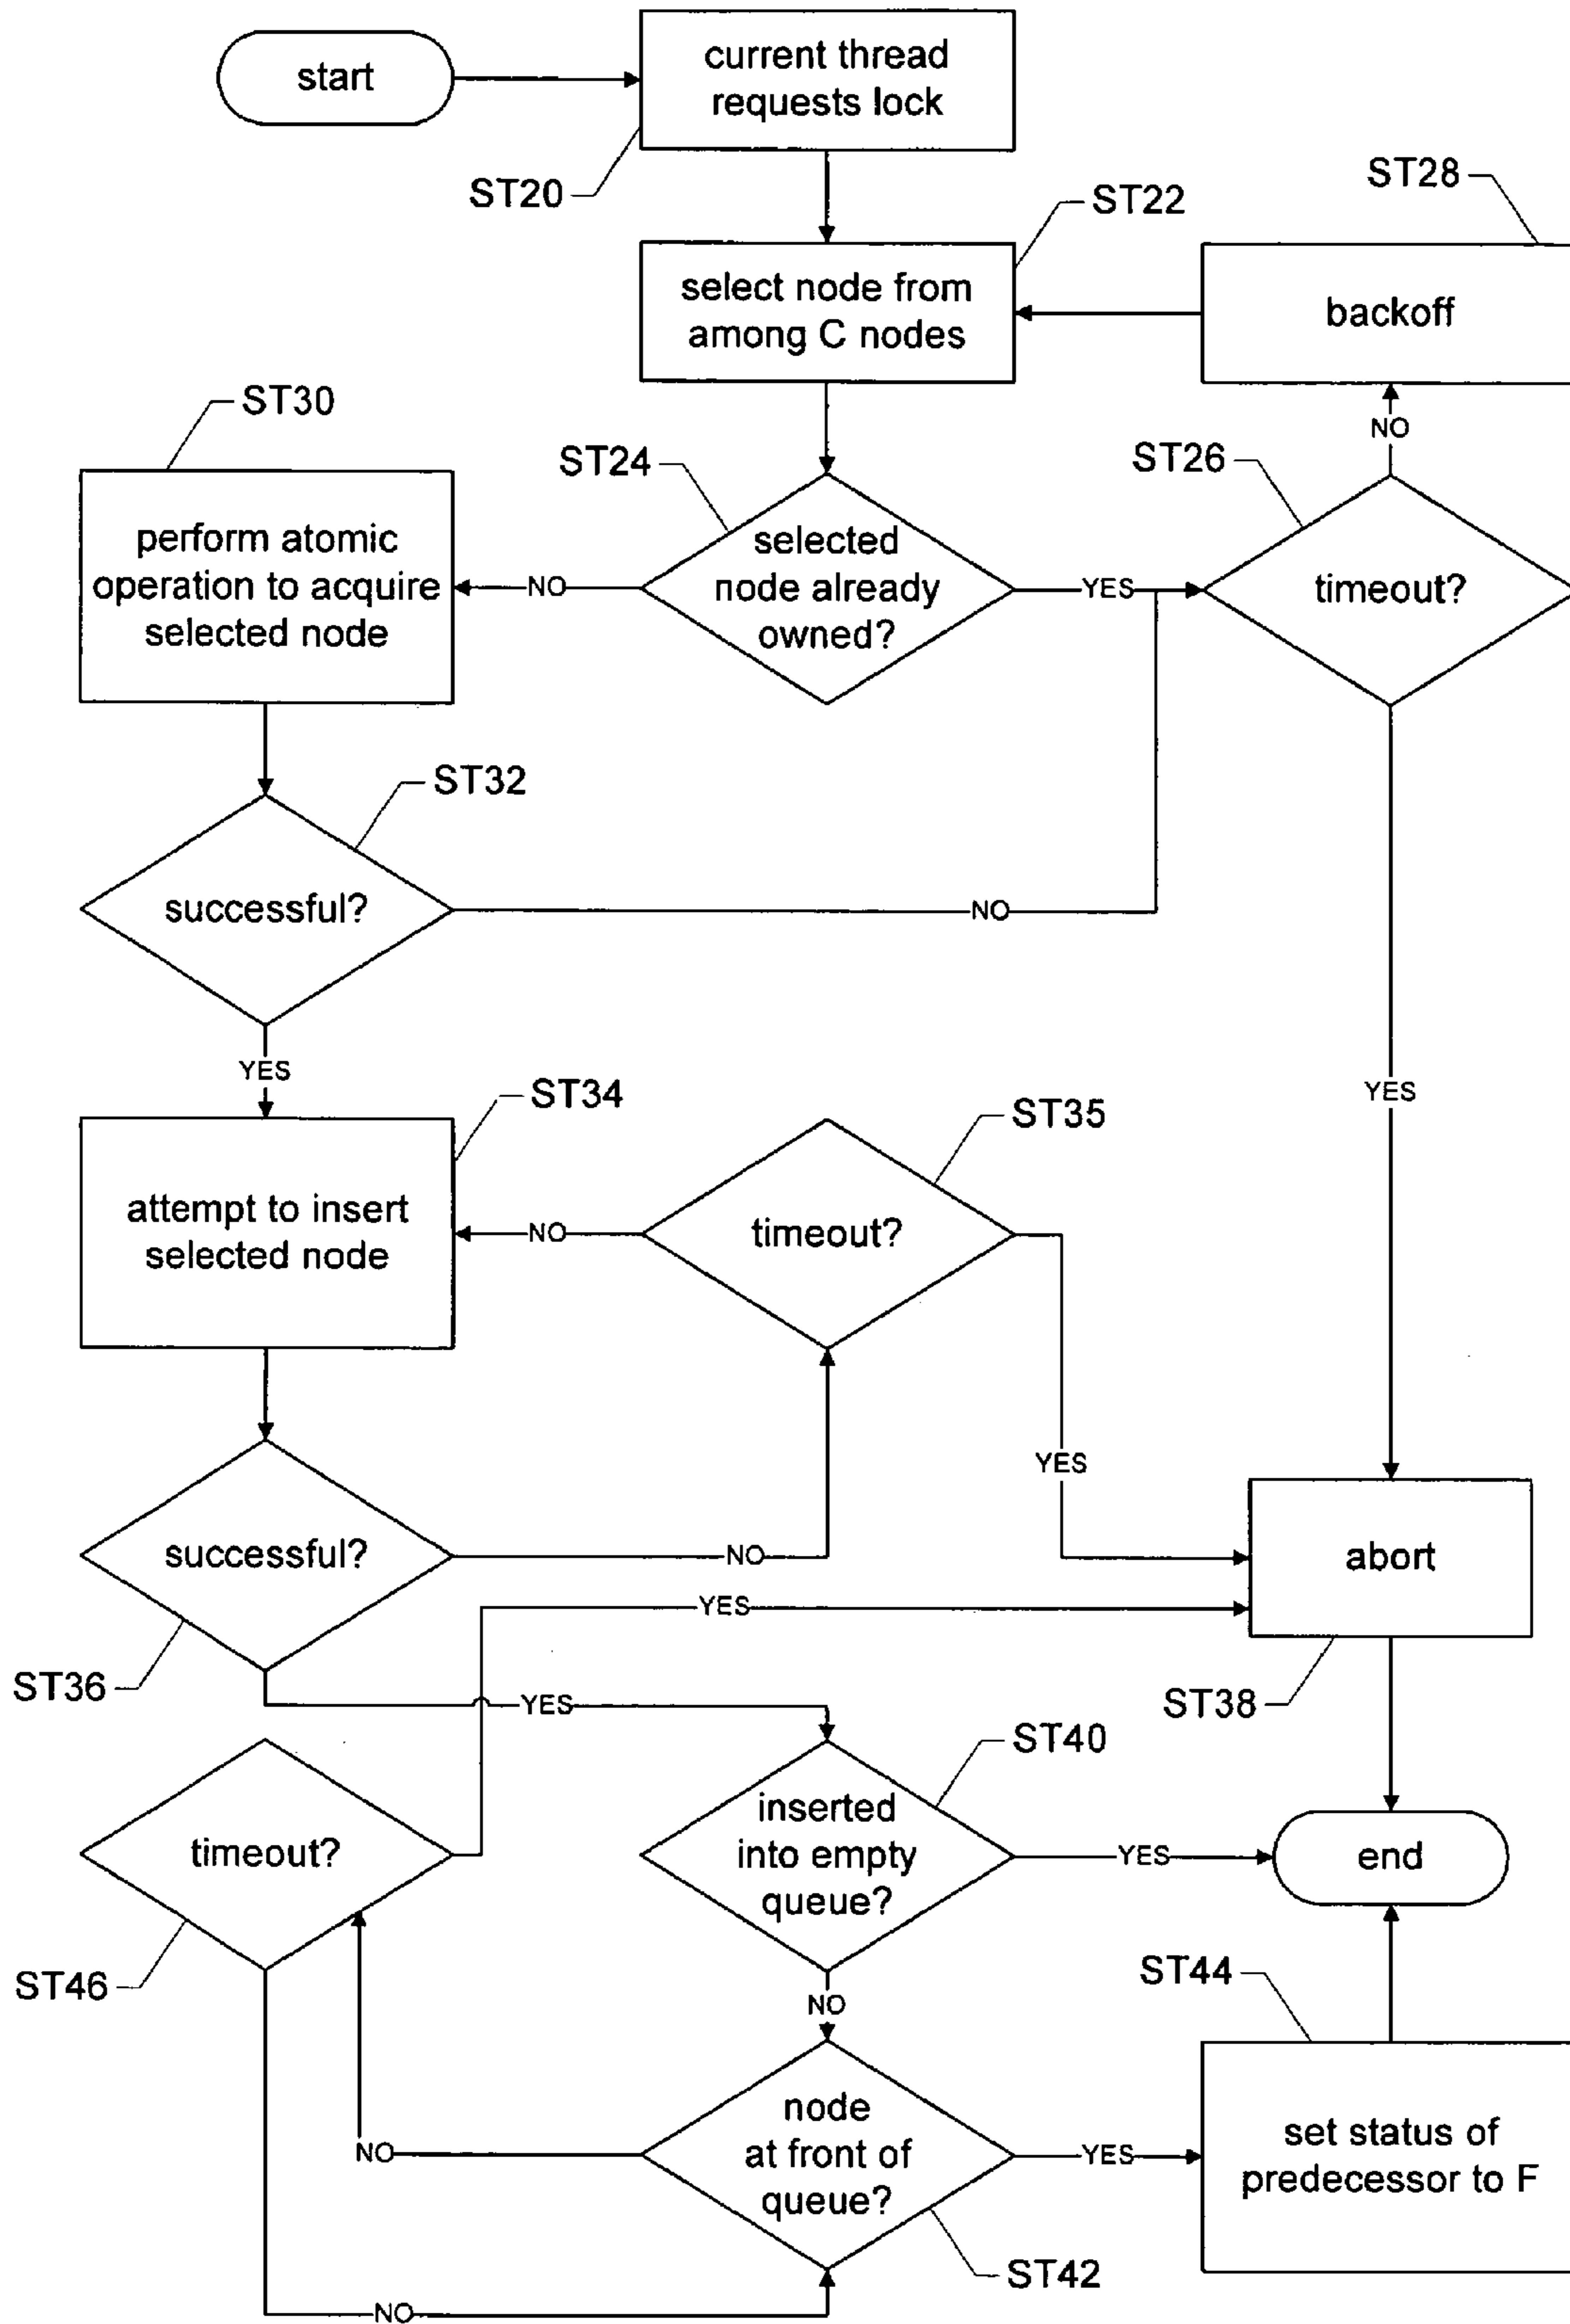 start
current thread
requests lock
ST20
ST28
ST22
select node from
among C nodes
backoff
ST30
NO
ST24
ST26
perform atomic
operation to acquire
selected node
NO
selected
node already
owned?
YES
timeout?
ST32
successful?
NO
YES
YES
ST34
ST35
attempt to insert
selected node
NO
timeout?
YES
successful?
NO
abort
YES
ST36
YES
ST38
ST40
timeout?
inserted
into empty
queue?
YES
end
ST46
NO
ST44
NO
node
at front of
queue?
YES
set status of
predecessor to F
ST42
NO